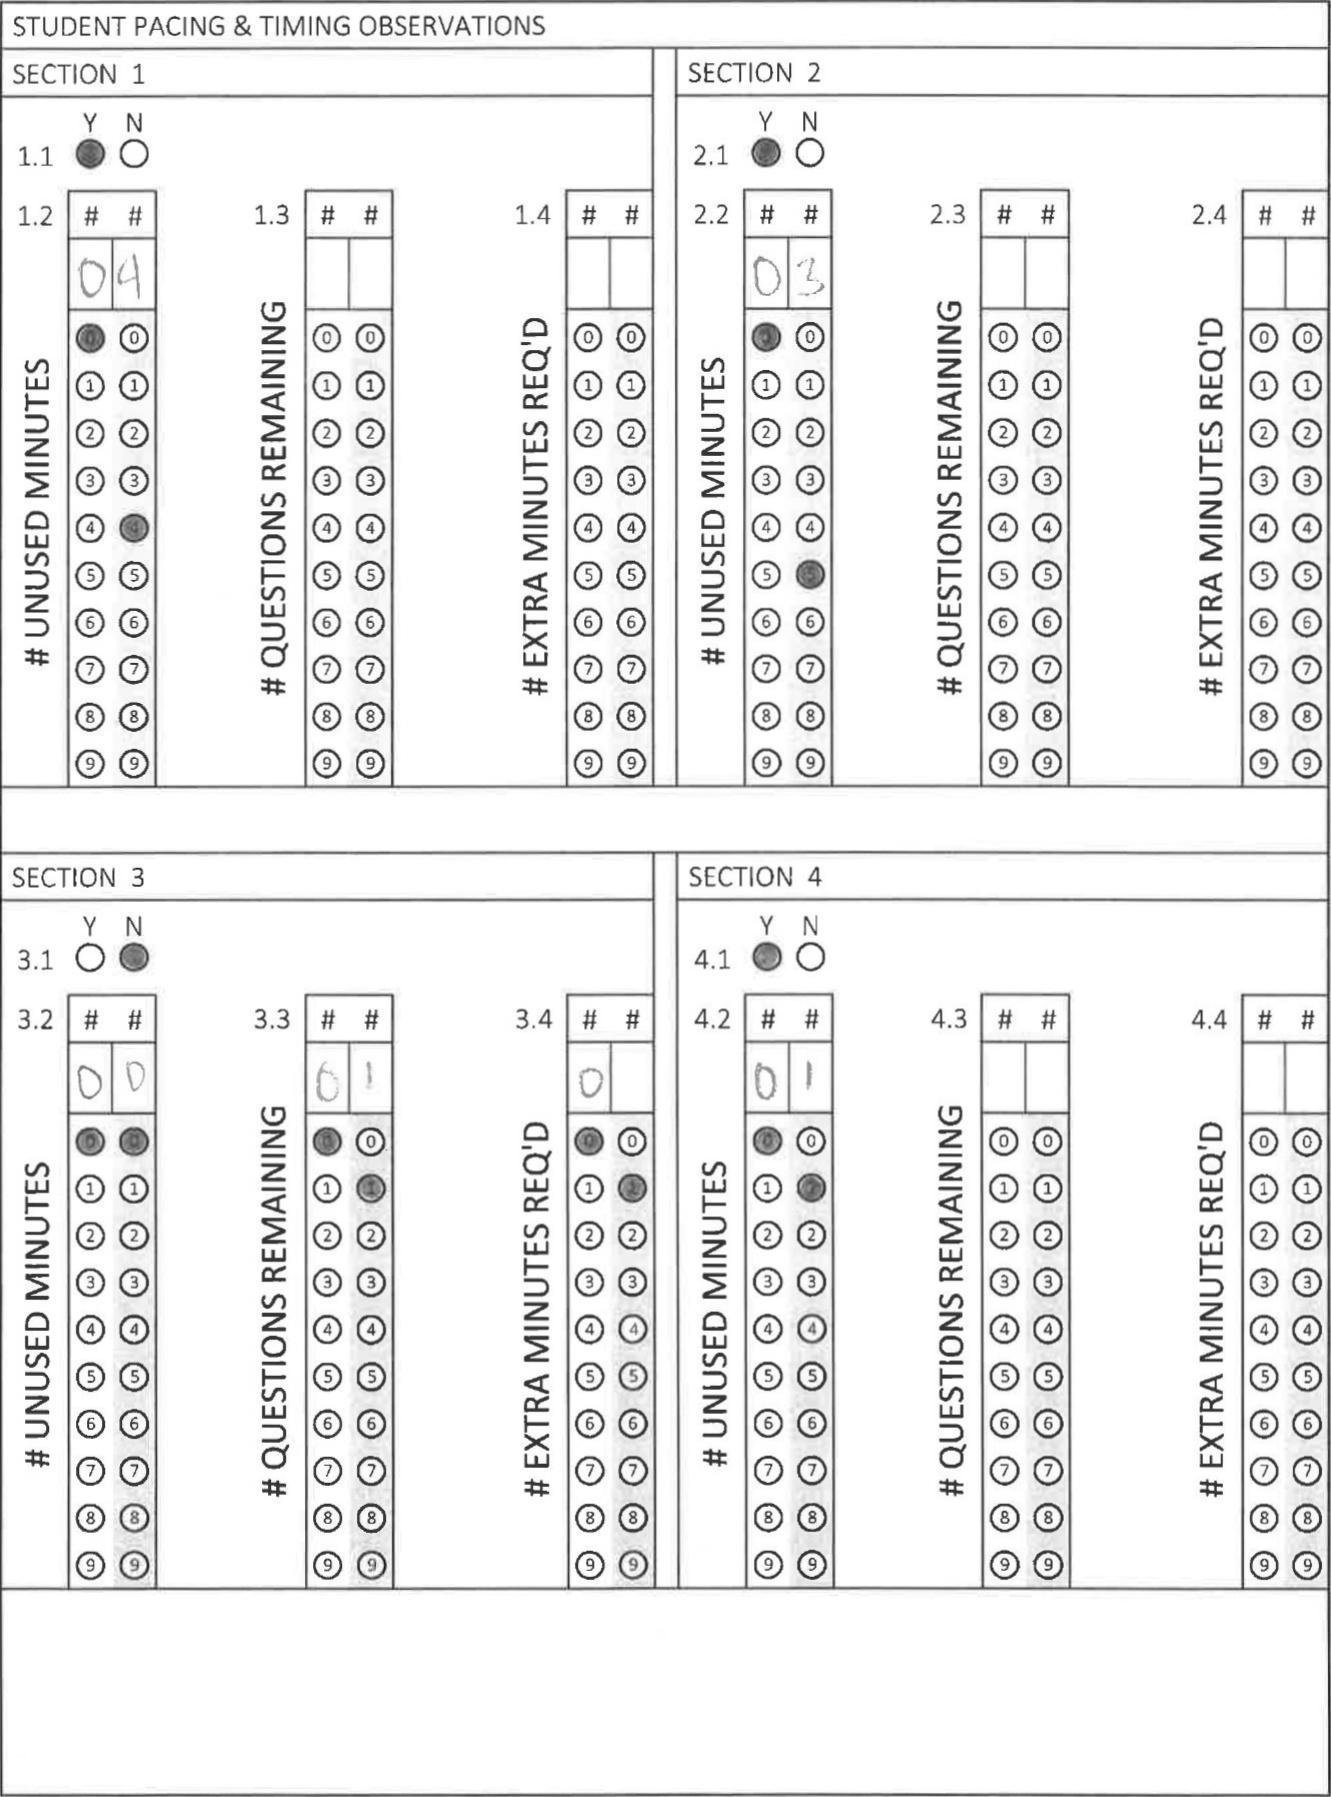 STUDENT PACING & TIMING OBSERVATIONS
SECTION 1
Y N
1.1
1.2 # # 1.3 # # 1.4 # #
0 4
# UNUSED MINUTES
# QUESTIONS REMAINING
# EXTRA MINUTES REQ'D
0 0 0 0 0 0
1 1 1 1 1 1
2 2 2 2 2 2
3 3 3 3 3 3
4 4 4 4 4 4
5 5 5 5 5 5
6 6 6 6 6 6
7 7 7 7 7 7
8 8 8 8 8 8
9 9 9 9 9 9
SECTION 2
Y N
2.1
2.2 # # 2.3 # # 2.4 # #
0 3
# UNUSED MINUTES
# QUESTIONS REMAINING
# EXTRA MINUTES REQ'D
0 0 0 0 0 0
1 1 1 1 1 1
2 2 2 2 2 2
3 3 3 3 3 3
4 4 4 4 4 4
5 5 5 5 5 5
6 6 6 6 6 6
7 7 7 7 7 7
8 8 8 8 8 8
9 9 9 9 9 9
SECTION 3
Y N
3.1
3.2 # # 3.3 # # 3.4 # #
0 0 0 1 0
# UNUSED MINUTES
# QUESTIONS REMAINING
# EXTRA MINUTES REQ'D
0 0 0 0 0 0
1 1 1 1 1 1
2 2 2 2 2 2
3 3 3 3 3 3
4 4 4 4 4 4
5 5 5 5 5 5
6 6 6 6 6 6
7 7 7 7 7 7
8 8 8 8 8 8
9 9 9 9 9 9
SECTION 4
Y N
4.1
4.2 # # 4.3 # # 4.4 # #
0 1
# UNUSED MINUTES
# QUESTIONS REMAINING
# EXTRA MINUTES REQ'D
0 0 0 0 0 0
1 1 1 1 1 1
2 2 2 2 2 2
3 3 3 3 3 3
4 4 4 4 4 4
5 5 5 5 5 5
6 6 6 6 6 6
7 7 7 7 7 7
8 8 8 8 8 8
9 9 9 9 9 9